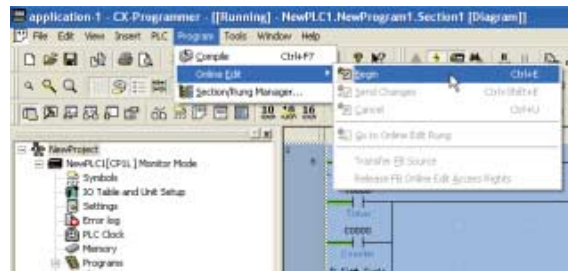 application-1 - CX-Programmer - [[Running] - NewPLC1.NewProgram1.Section1 [Diagram]]
File Edit View Insert PLC Program Tools Window Help
Compile Ctrl+F7
Online Edit
Section/Rung Manager...
Begin Ctrl+E
Send Changes Ctrl+Shift+E
Cancel Ctrl+U
Go to Online Edit Rung
Transfer FB Source
Release FB Online Edit Access Rights
10 16
NewProject
NewPLC1[CP1L] Monitor Mode
Symbols
IO Table and Unit Setup
Settings
Error log
PLC Clock
Memory
Programs
Timer
C0000
Counter